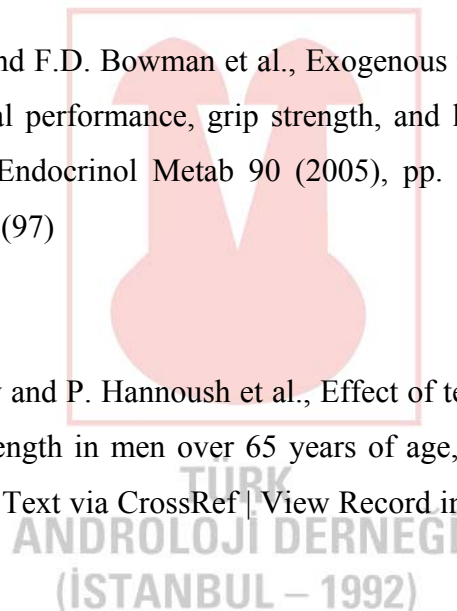 nd F.D. Bowman et al., Exogenous
al performance, grip strength, and
Endocrinol Metab 90 (2005), pp.
(97)
and P. Hannoush et al., Effect of te
ength in men over 65 years of age,
Text via CrossRef | View Record in
TÜRK
ANDROLOJİ DERNEĞİ
(İSTANBUL – 1992)